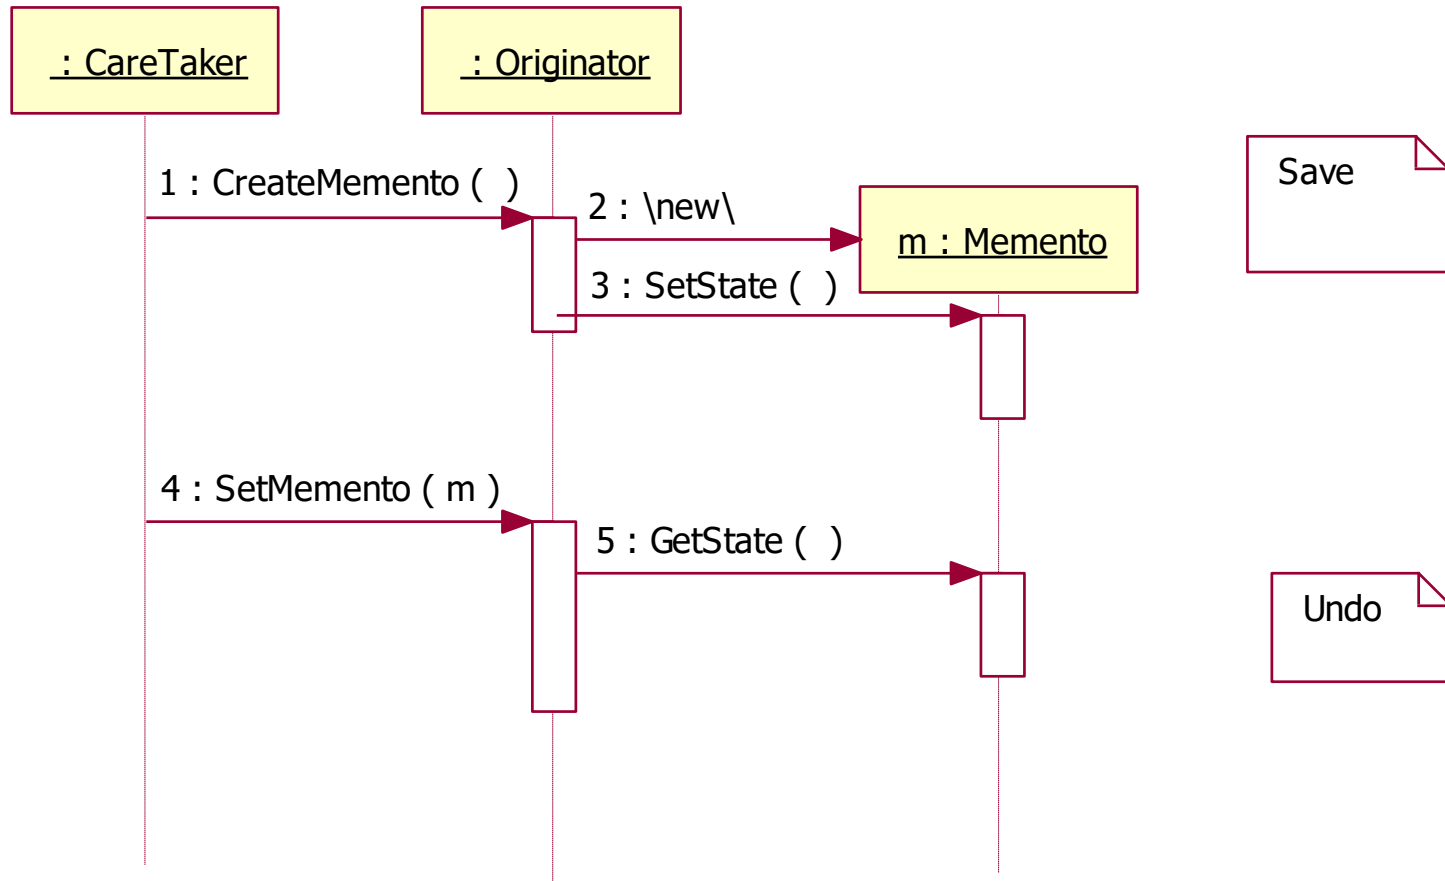 : CareTaker
: Originator
1 : CreateMemento ( )
2 : \new\
m : Memento
Save
3 : SetState ( )
4 : SetMemento ( m )
5 : GetState ( )
Undo